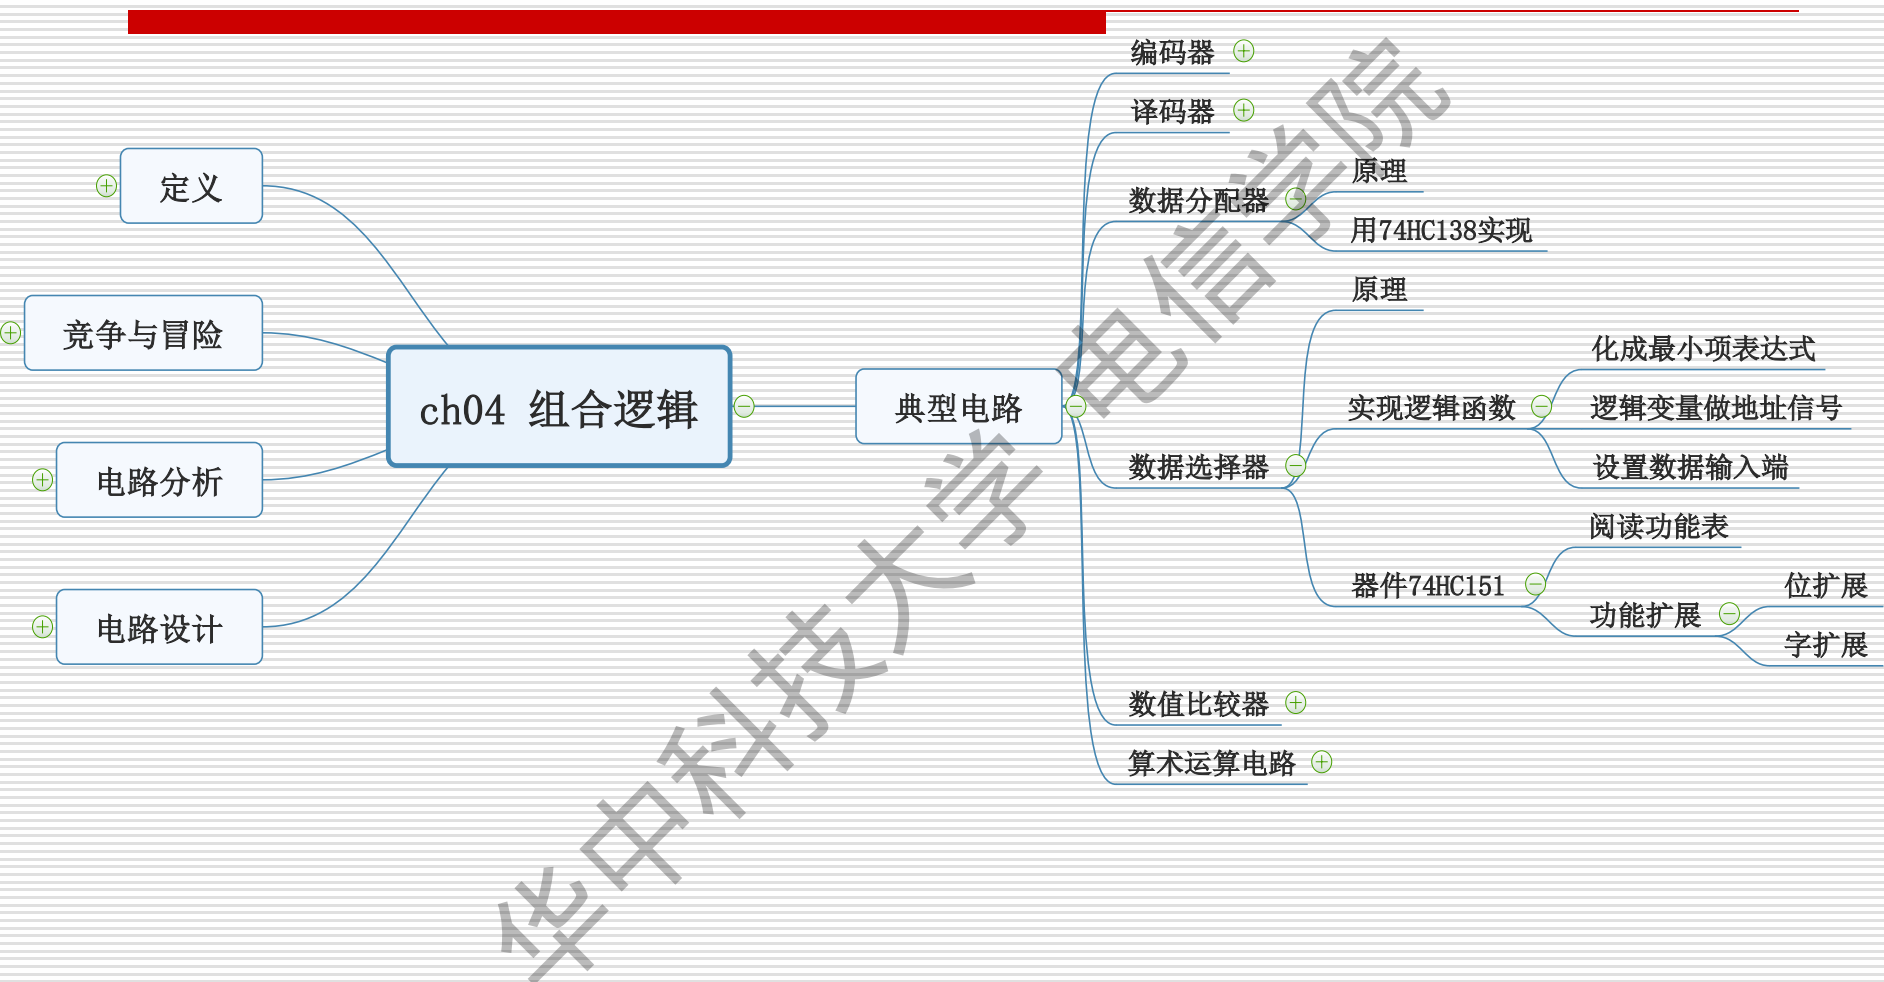 定义
竞争与冒险
电路分析
电路设计
ch04 组合逻辑
典型电路
编码器
译码器
数据分配器
原理
用74HC138实现
数据选择器
原理
实现逻辑函数
化成最小项表达式
逻辑变量做地址信号
设置数据输入端
器件74HC151
阅读功能表
功能扩展
位扩展
字扩展
数值比较器
算术运算电路
华中科技大学 电信学院